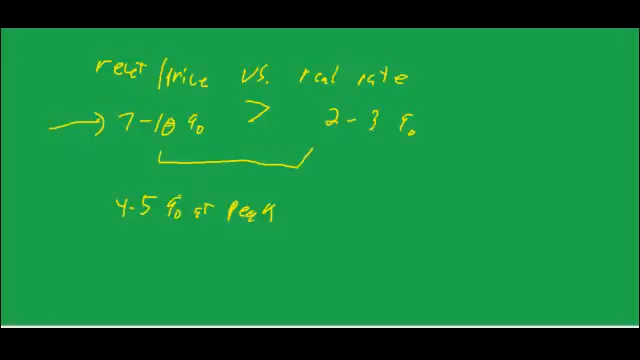 rent/price vs. real rate
→ 7-10 % > 2-3 %
4-5 % at peak